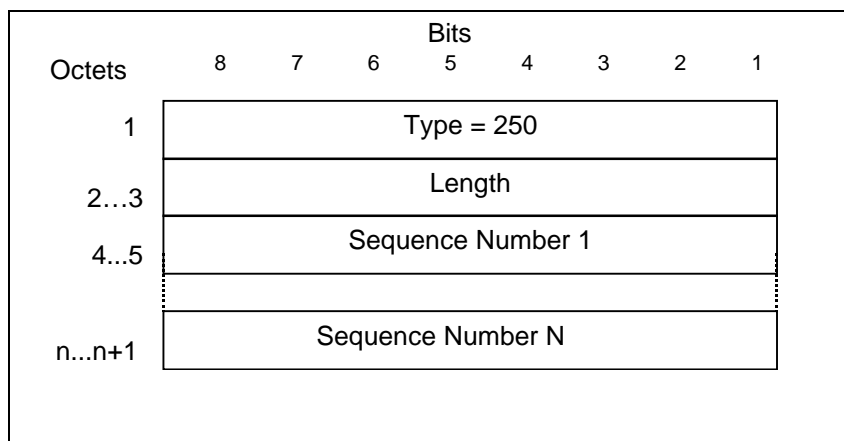 Bits
Octets 8 7 6 5 4 3 2 1
1 Type = 250
2…3 Length
4...5 Sequence Number 1
n...n+1 Sequence Number N